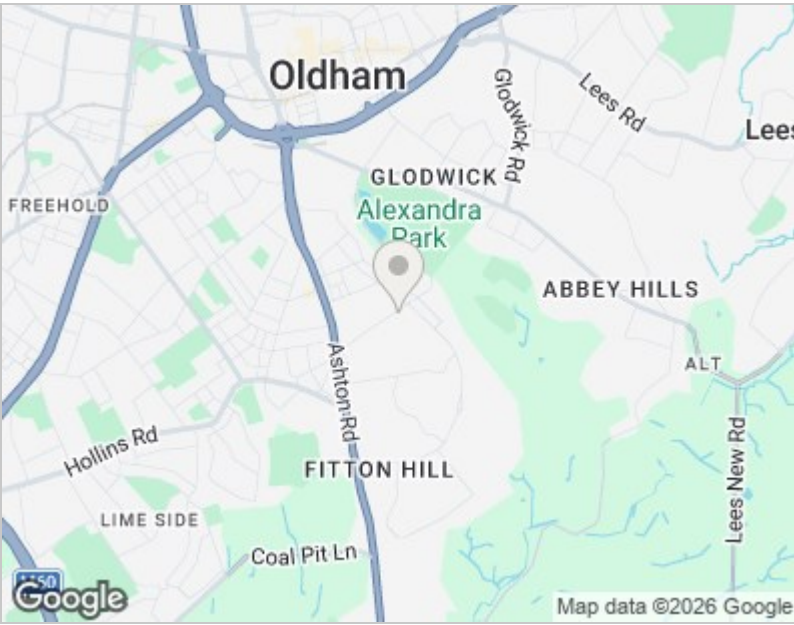 Oldham
Lees Rd
Glodwick Rd
Lees
GLODWICK
FREEHOLD
Alexandra
Park
ABBEY HILLS
ALT
Ashton Rd
Hollins Rd
Lees New Rd
FITTON HILL
LIME SIDE
Coal Pit Ln
Google
Map data ©2026 Google